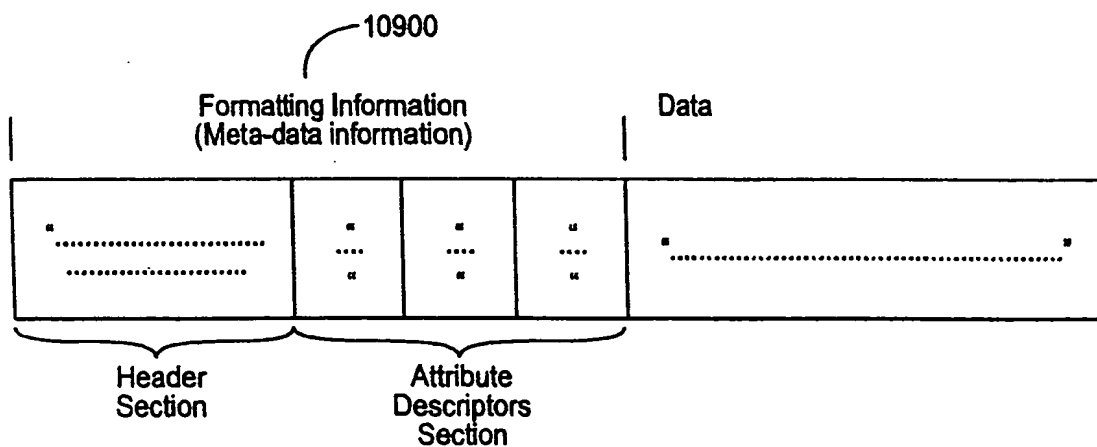 10900
Formatting Information
(Meta-data information)
Data
Header
Section
Attribute
Descriptors
Section